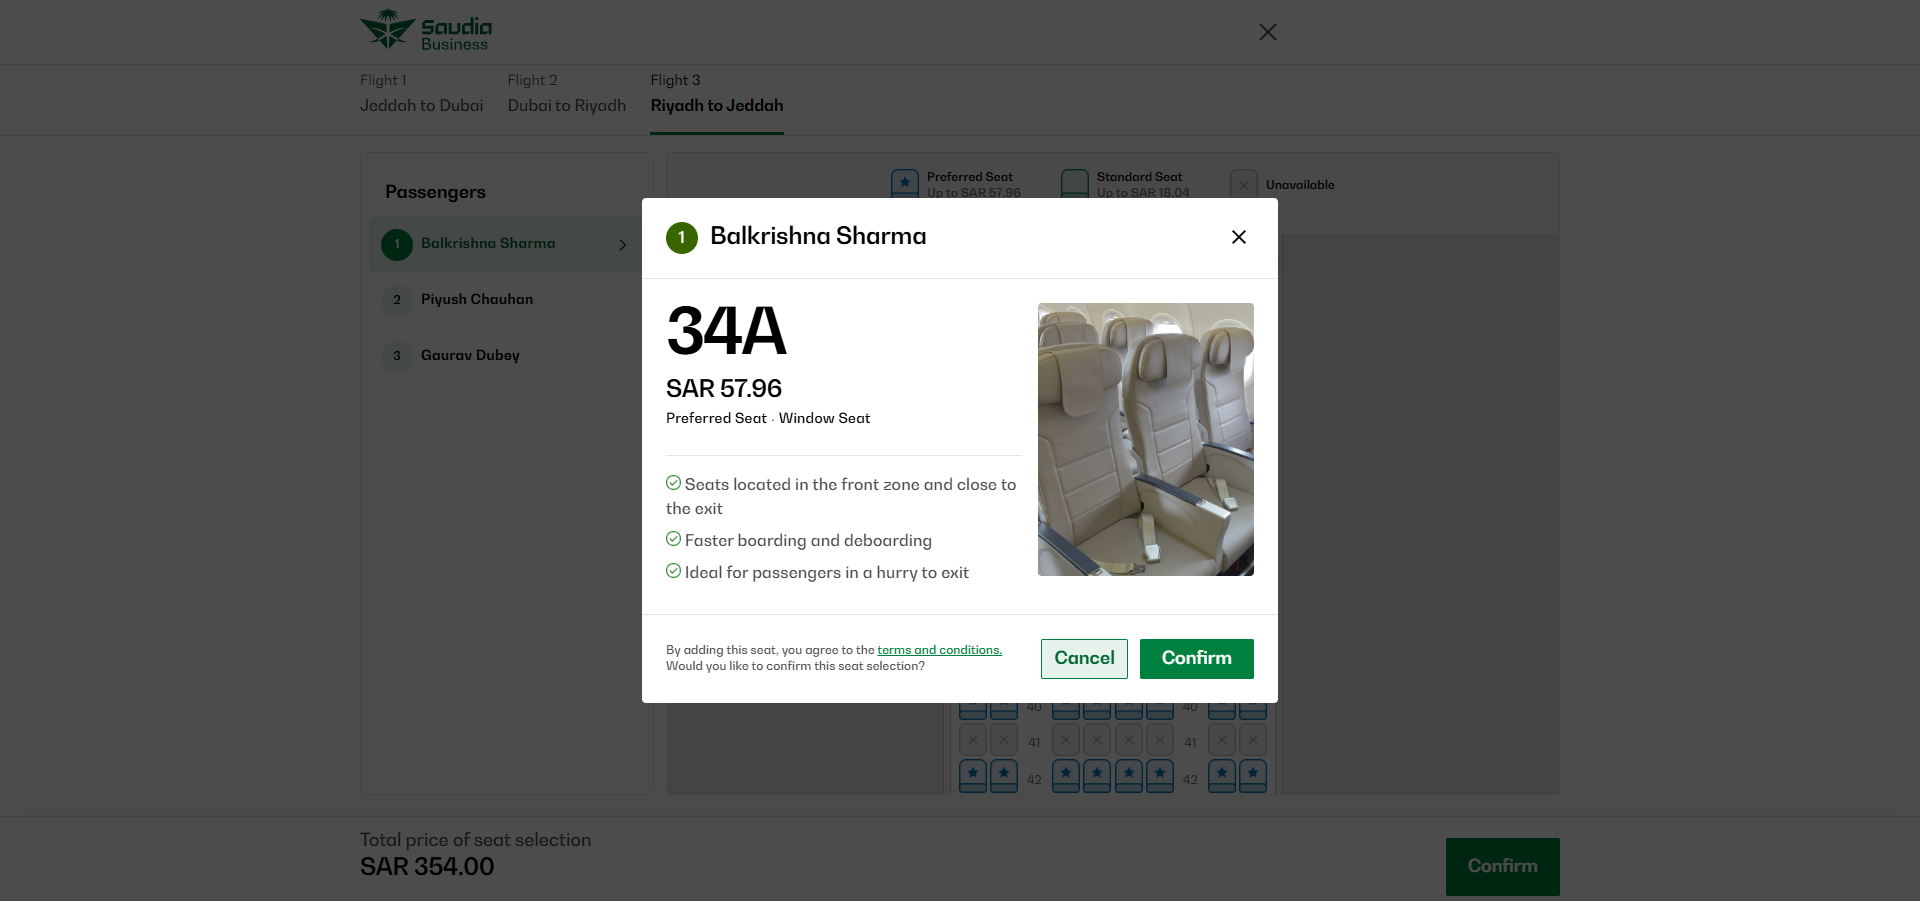 Saudia
Business
Flight 1
Jeddah to Dubai
Flight 2
Dubai to Riyadh
Flight 3
Riyadh to Jeddah
Passengers
1 Balkrishna Sharma
2 Piyush Chauhan
3 Gaurav Dubey
Preferred Seat
Up to SAR 57.96
Standard Seat
Up to SAR 18.04
Unavailable
1 Balkrishna Sharma
34A
SAR 57.96
Preferred Seat · Window Seat
Seats located in the front zone and close to
the exit
Faster boarding and deboarding
Ideal for passengers in a hurry to exit
By adding this seat, you agree to the terms and conditions.
Would you like to confirm this seat selection?
Cancel
Confirm
40 40
41 41
42 42
Total price of seat selection
SAR 354.00
Confirm